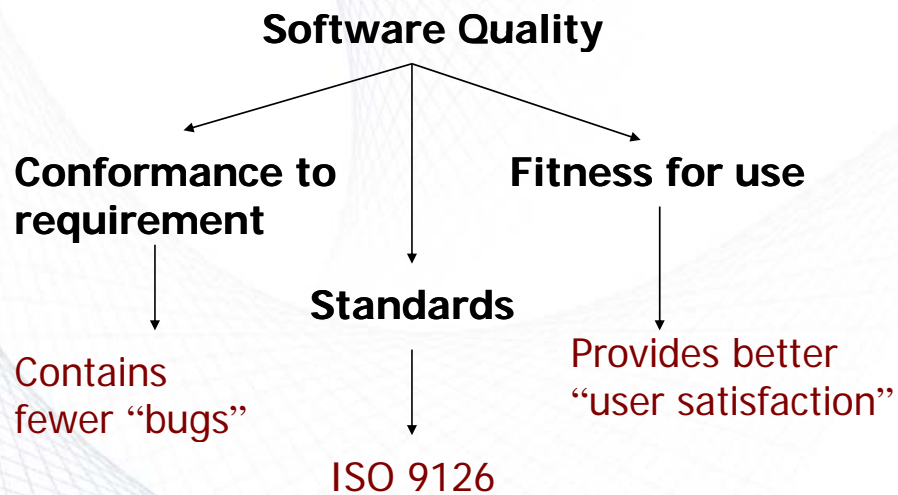 Software Quality
Conformance to
requirement
Fitness for use
Standards
Contains
fewer “bugs”
Provides better
“user satisfaction”
ISO 9126